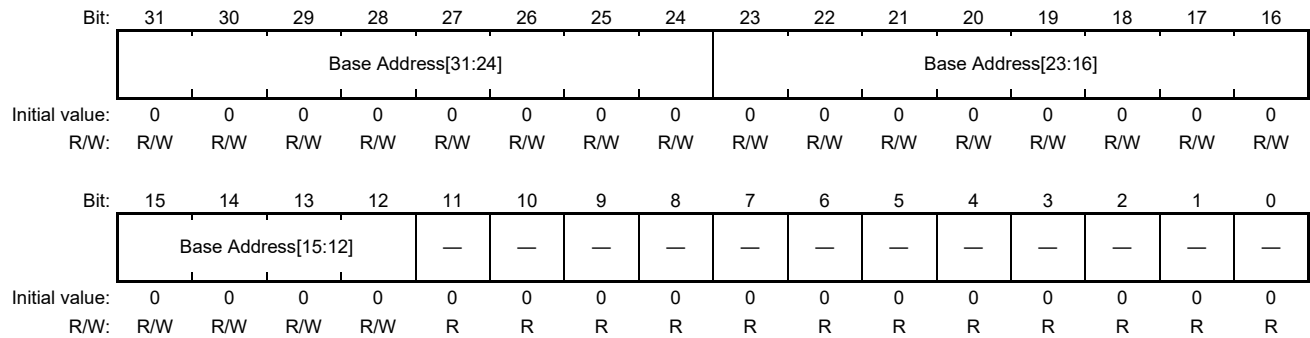 Bit: 31 30 29 28 27 26 25 24 23 22 21 20 19 18 17 16
Base Address[31:24] Base Address[23:16]
Initial value: 0 0 0 0 0 0 0 0 0 0 0 0 0 0 0 0
R/W: R/W R/W R/W R/W R/W R/W R/W R/W R/W R/W R/W R/W R/W R/W R/W R/W
Bit: 15 14 13 12 11 10 9 8 7 6 5 4 3 2 1 0
Base Address[15:12] — — — — — — — — — — — —
Initial value: 0 0 0 0 0 0 0 0 0 0 0 0 0 0 0 0
R/W: R/W R/W R/W R/W R R R R R R R R R R R R